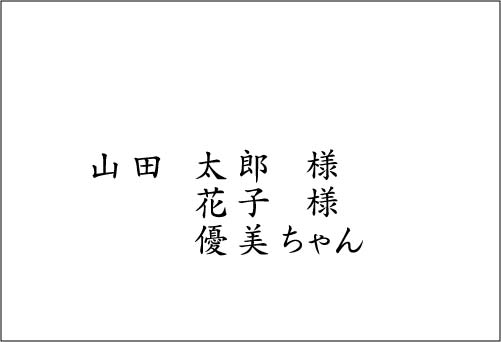 山田　太郎　様
花子　様
優美ちゃん